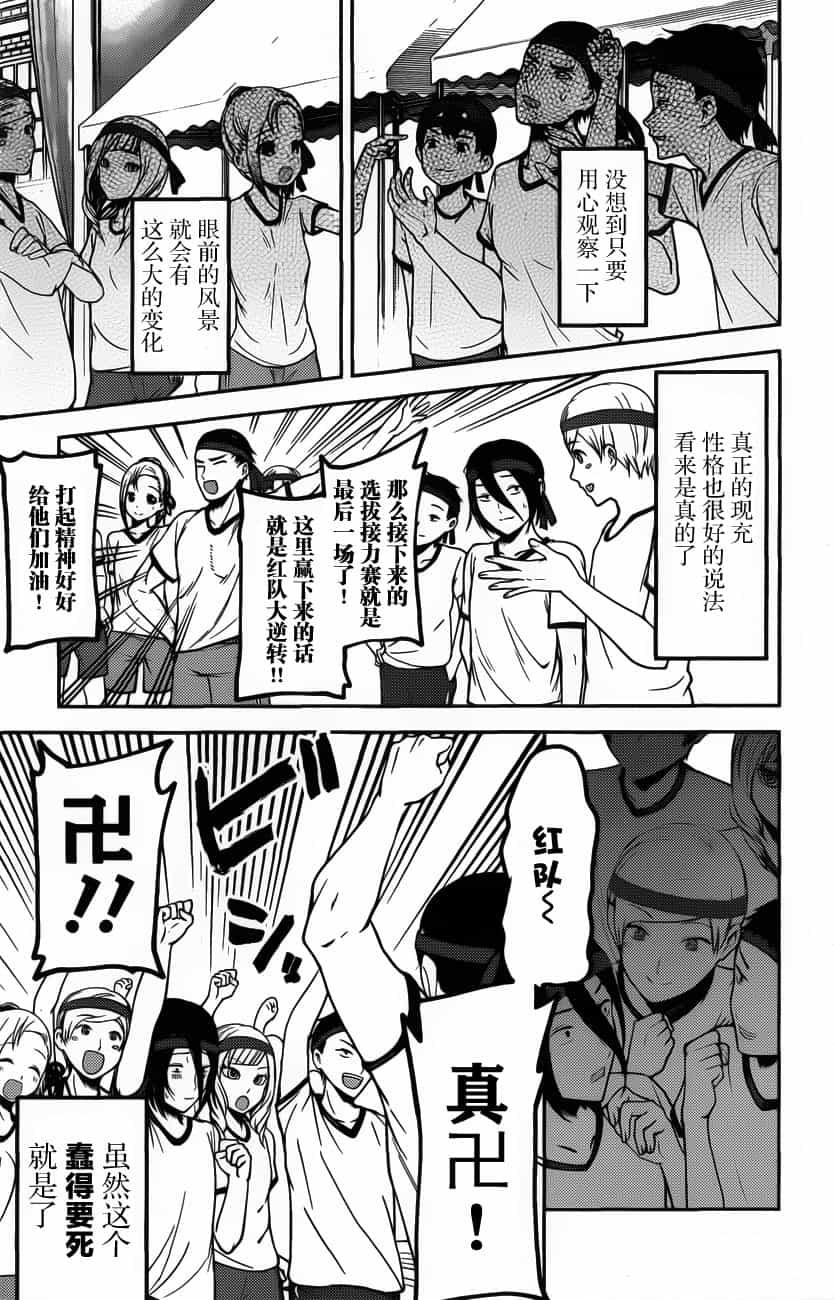 没想到只要
用心观察一下
眼前的风景
就会有
这么大的变化
真正的现充
性格也很好的说法
看来是真的了
那么接下来的
选拔接力赛就是
最后一场了！
这里赢下来的话
就是红队大逆转!!
打起精神好好
给他们加油！
红队～
真卍！
ビシッ
卍!!
虽然这个
蠢得要死
就是了